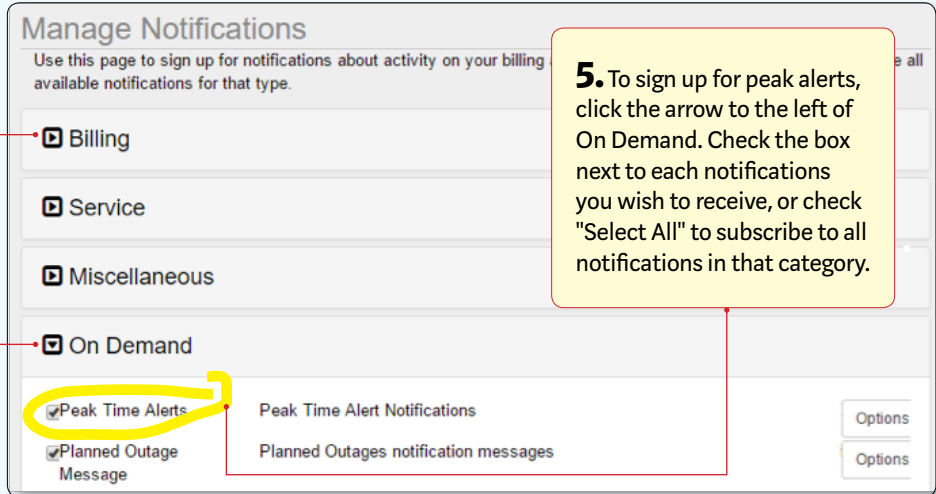 Manage Notifications
Use this page to sign up for notifications about activity on your billing a
e all
available notifications for that type.
5. To sign up for peak alerts,
click the arrow to the left of
On Demand. Check the box
next to each notifications
you wish to receive, or check
"Select All" to subscribe to all
notifications in that category.
Billing
Service
Miscellaneous
On Demand
Peak Time Alerts Peak Time Alert Notifications Options
Planned Outage Planned Outages notification messages Options
Message